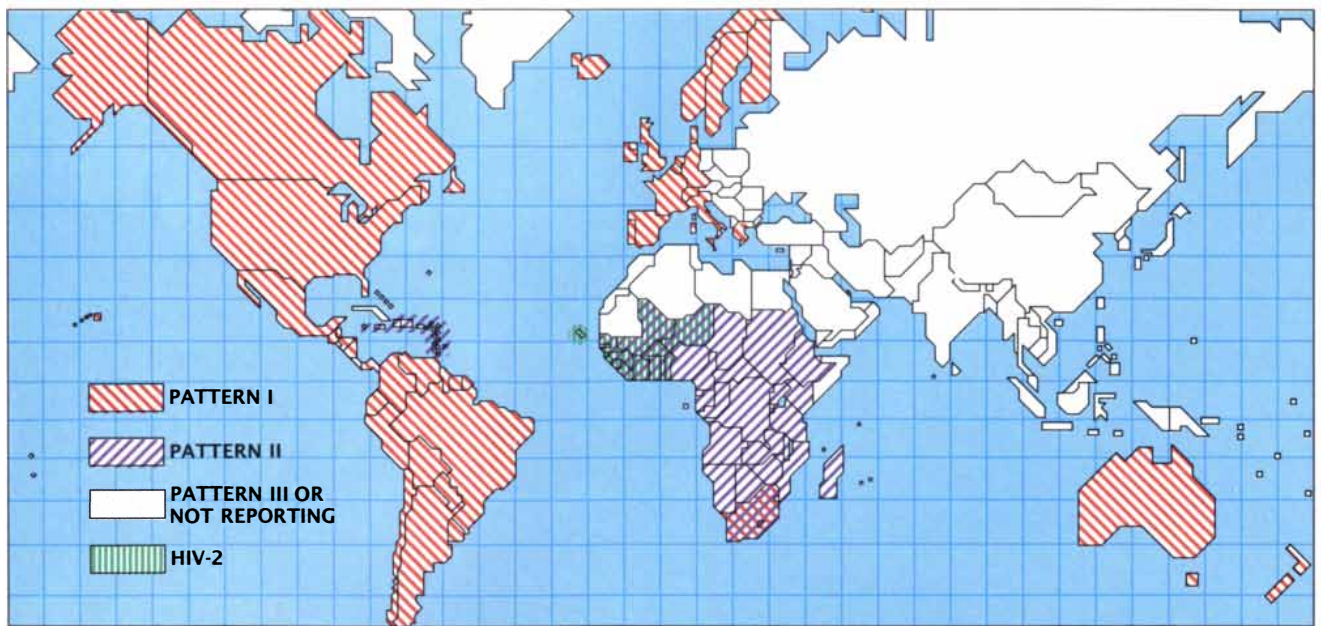 PATTERN I
PATTERN II
PATTERN III OR
NOT REPORTING
HIV-2